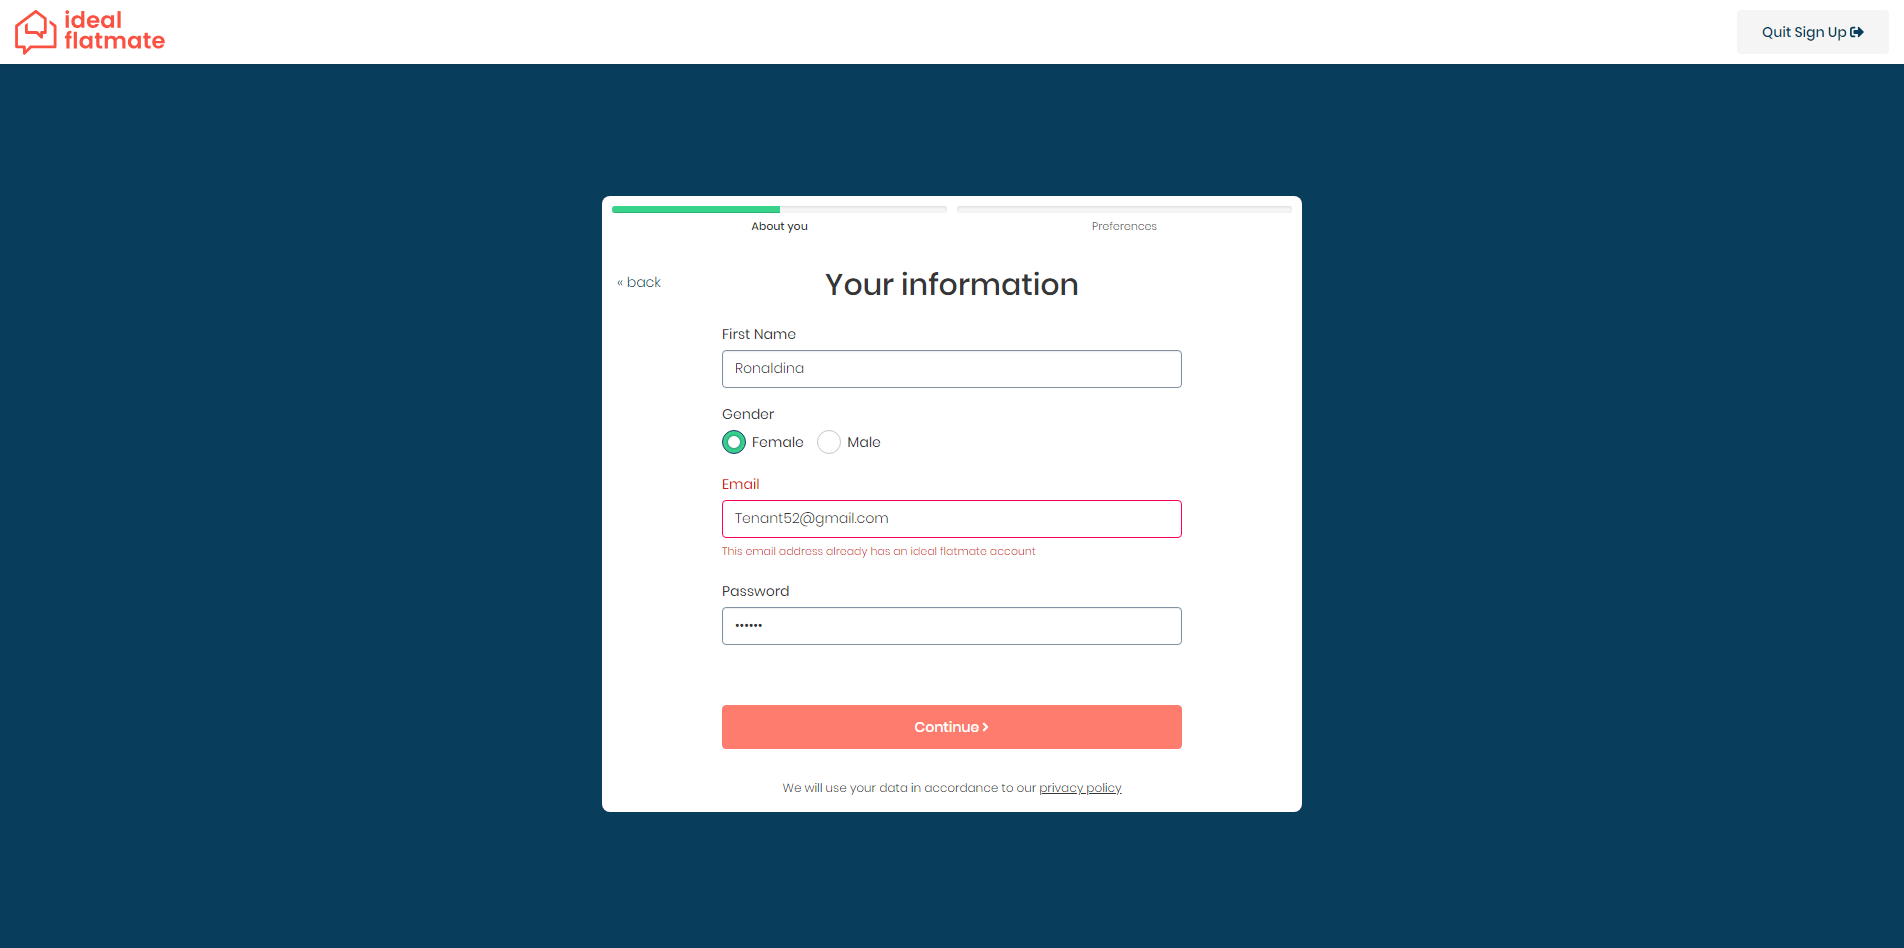 ideal
flatmate
Quit Sign Up
About you
Preferences
« back
Your information
First Name
Ronaldina
Gender
Female
Male
Email
Tenant52@gmail.com
This email address already has an ideal flatmate account
Password
••••••
Continue
We will use your data in accordance to our privacy policy